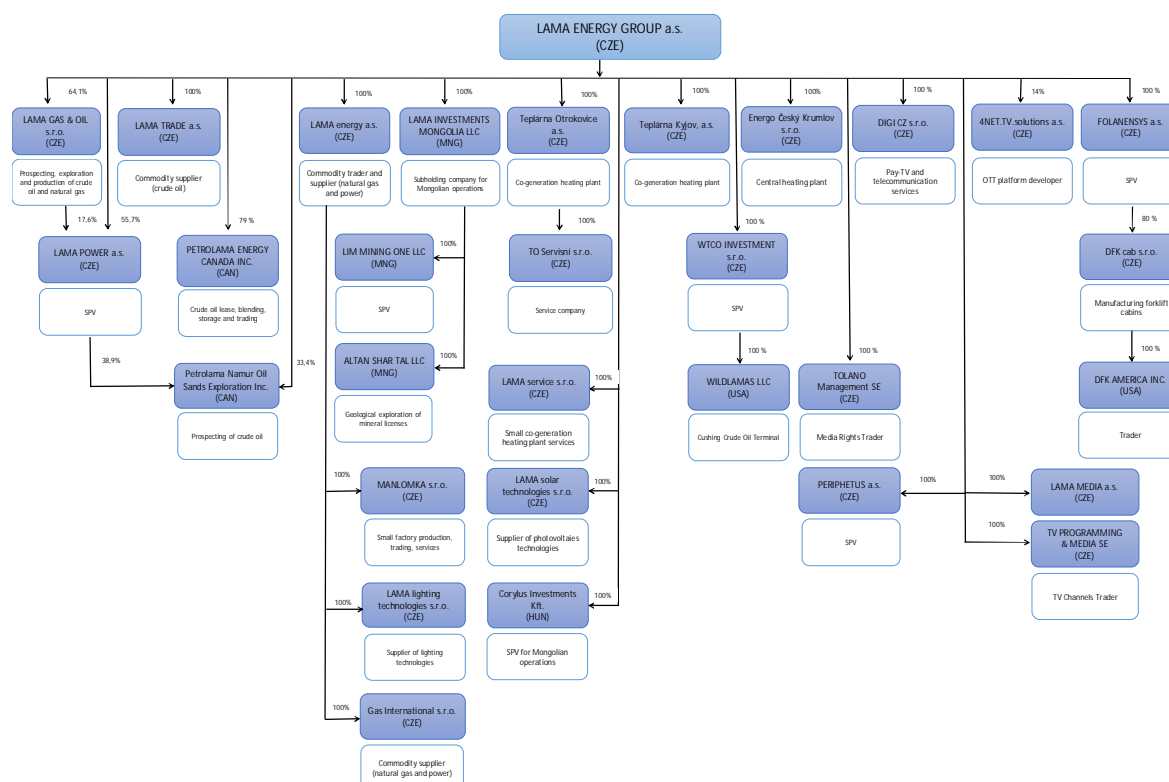 LAMA ENERGY GROUP a.s.
(CZE)
64,1%
100%
100%
100%
100%
100%
100%
100 %
14%
100 %
LAMA GAS & OIL
s.r.o.
(CZE)
Prospecting, exploration
and production of crude
oil and natural gas
LAMA TRADE a.s.
(CZE)
Commodity supplier
(crude oil)
LAMA energy a.s.
(CZE)
Commodity trader and
supplier (natural gas
and power)
LAMA INVESTMENTS
MONGOLIA LLC
(MNG)
Subholding company for
Mongolian operations
Teplárna Otrokovice
a.s.
(CZE)
Co-generation heating plant
Teplárna Kyjov, a.s.
(CZE)
Co-generation heating plant
Energo Český Krumlov
s.r.o.
(CZE)
Central heating plant
DIGI CZ s.r.o.
(CZE)
Pay-TV and
telecommunication
services
4NET.TV.solutions a.s.
(CZE)
OTT platform developer
FOLANENSYS a.s.
(CZE)
SPV
17,6%
55,7%
79 %
100%
100 %
80 %
LAMA POWER a.s.
(CZE)
SPV
PETROLAMA ENERGY
CANADA INC.
(CAN)
Crude oil lease, blending,
storage and trading
LIM MINING ONE LLC
(MNG)
100%
SPV
TO Servisní s.r.o.
(CZE)
Service company
WTCO INVESTMENT
s.r.o.
(CZE)
SPV
DFK cab s.r.o.
(CZE)
Manufacturing forklift
cabins
38,9%
33,4%
100%
100 %
100 %
100 %
Petrolama Namur Oil
Sands Exploration Inc.
(CAN)
Prospecting of crude oil
ALTAN SHAR TAL LLC
(MNG)
Geological exploration of
mineral licenses
LAMA service s.r.o.
(CZE)
100%
Small co-generation
heating plant services
WILDLAMAS LLC
(USA)
Cushing Crude Oil Terminal
TOLANO
Management SE
(CZE)
Media Rights Trader
DFK AMERICA INC.
(USA)
Trader
100%
MANLOMKA s.r.o.
(CZE)
Small factory production,
trading, services
LAMA solar
technologies s.r.o.
(CZE)
100%
Supplier of photovoltaies
technologies
PERIPHETUS a.s.
(CZE)
100%
SPV
100%
LAMA MEDIA a.s.
(CZE)
100%
TV PROGRAMMING
& MEDIA SE
(CZE)
TV Channels Trader
100%
LAMA lighting
technologies s.r.o.
(CZE)
Supplier of lighting
technologies
Corylus Investments
Kft.
(HUN)
100%
SPV for Mongolian
operations
100%
Gas International s.r.o.
(CZE)
Commodity supplier
(natural gas and power)